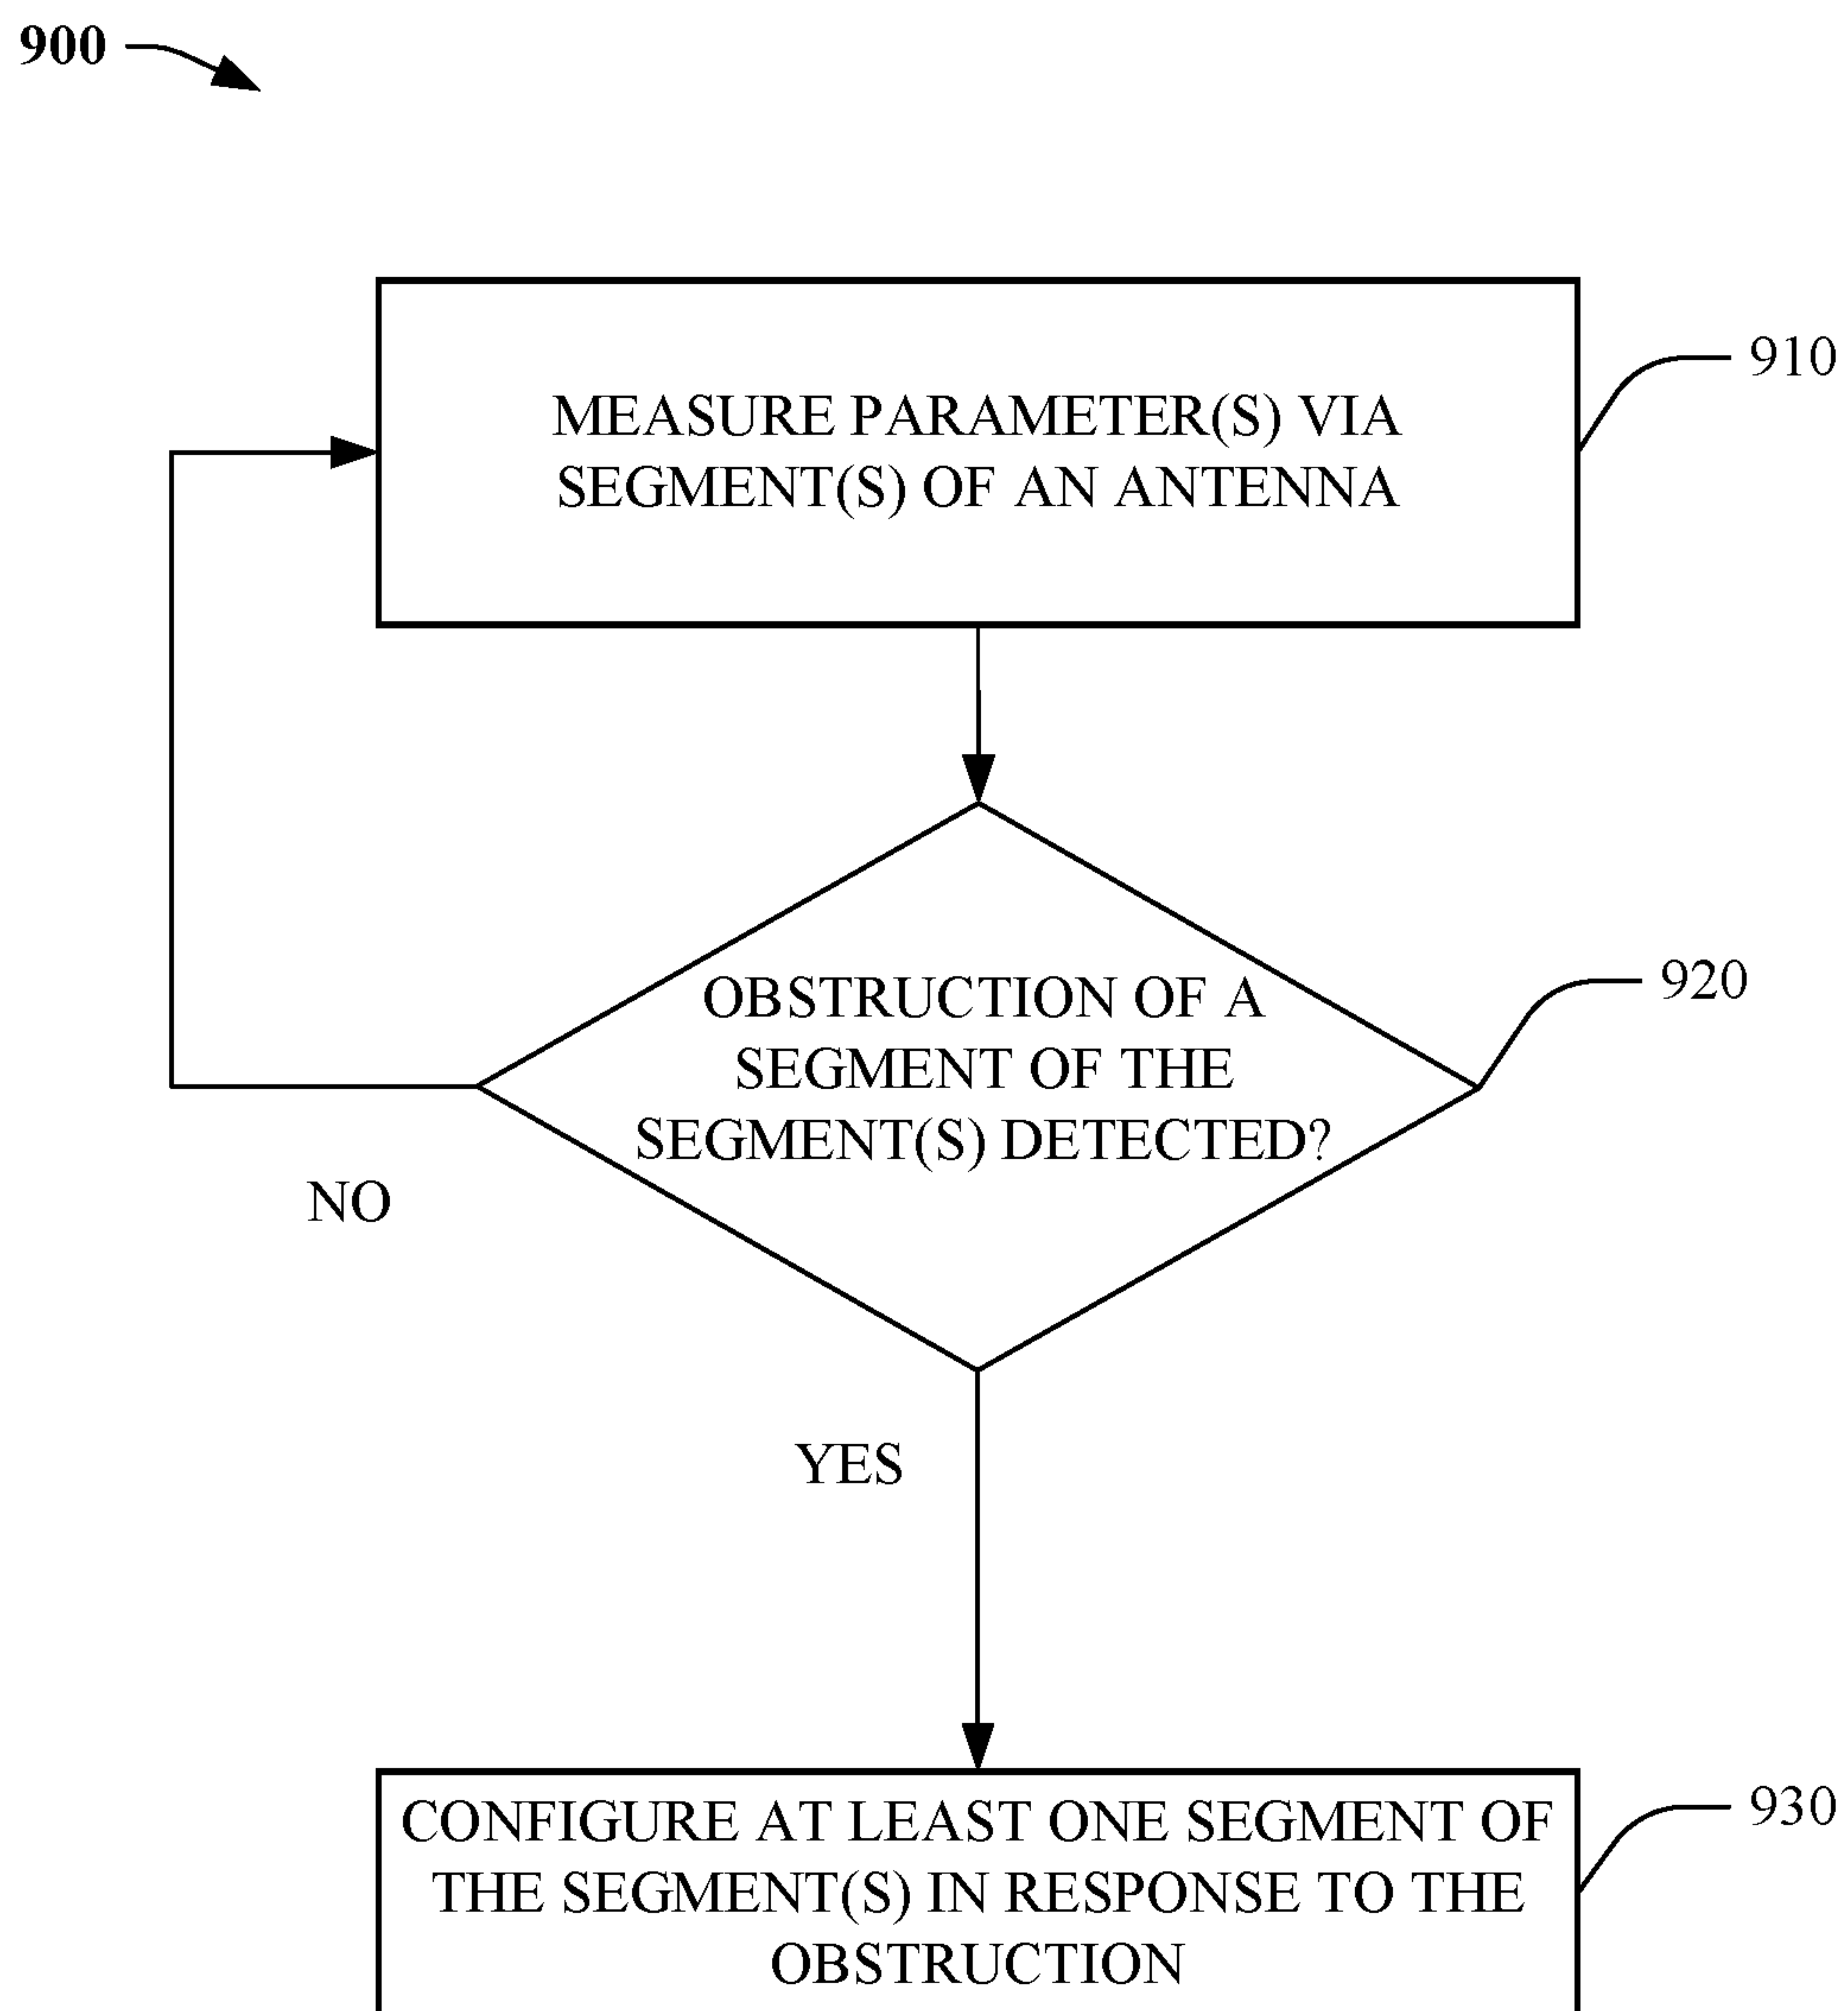 900
MEASURE PARAMETER(S) VIA
SEGMENT(S) OF AN ANTENNA
910
OBSTRUCTION OF A
SEGMENT OF THE
SEGMENT(S) DETECTED?
920
NO
YES
CONFIGURE AT LEAST ONE SEGMENT OF
THE SEGMENT(S) IN RESPONSE TO THE
OBSTRUCTION
930